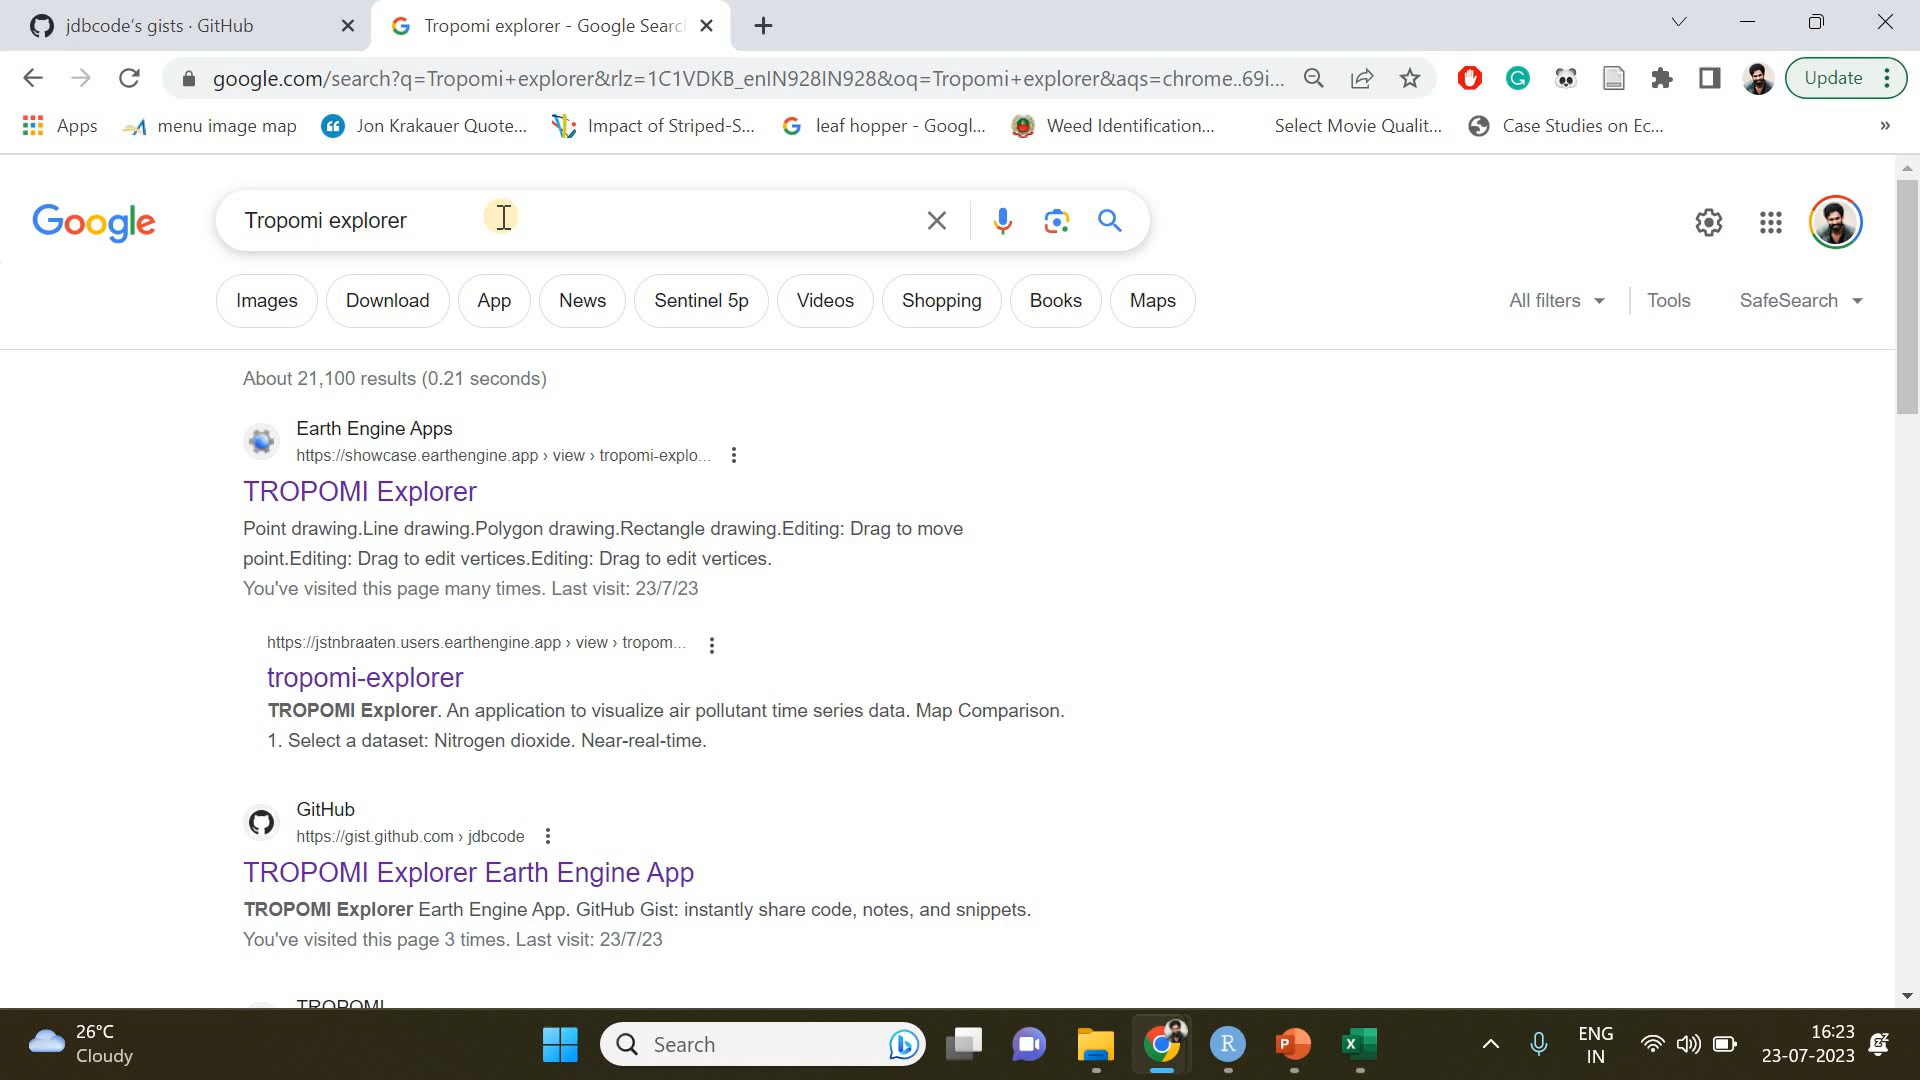 jdbcode's gists · GitHub
Tropomi explorer - Google Searc
google.com/search?q=Tropomi+explorer&rlz=1C1VDKB_enIN928IN928&oq=Tropomi+explorer&aqs=chrome..69i...
Update
Apps
menu image map
Jon Krakauer Quote...
Impact of Striped-S...
leaf hopper - Googl...
Weed Identification...
Select Movie Qualit...
Case Studies on Ec...
»
Google
Tropomi explorer
Images
Download
App
News
Sentinel 5p
Videos
Shopping
Books
Maps
All filters
Tools
SafeSearch
About 21,100 results (0.21 seconds)
Earth Engine Apps
https://showcase.earthengine.app › view › tropomi-explo...
TROPOMI Explorer
Point drawing.Line drawing.Polygon drawing.Rectangle drawing.Editing: Drag to move
point.Editing: Drag to edit vertices.Editing: Drag to edit vertices.
You've visited this page many times. Last visit: 23/7/23
https://jstnbraaten.users.earthengine.app › view › tropom...
tropomi-explorer
TROPOMI Explorer. An application to visualize air pollutant time series data. Map Comparison.
1. Select a dataset: Nitrogen dioxide. Near-real-time.
GitHub
https://gist.github.com › jdbcode
TROPOMI Explorer Earth Engine App
TROPOMI Explorer Earth Engine App. GitHub Gist: instantly share code, notes, and snippets.
You've visited this page 3 times. Last visit: 23/7/23
TROPOMI
26°C
Cloudy
Search
ENG
IN
16:23
23-07-2023